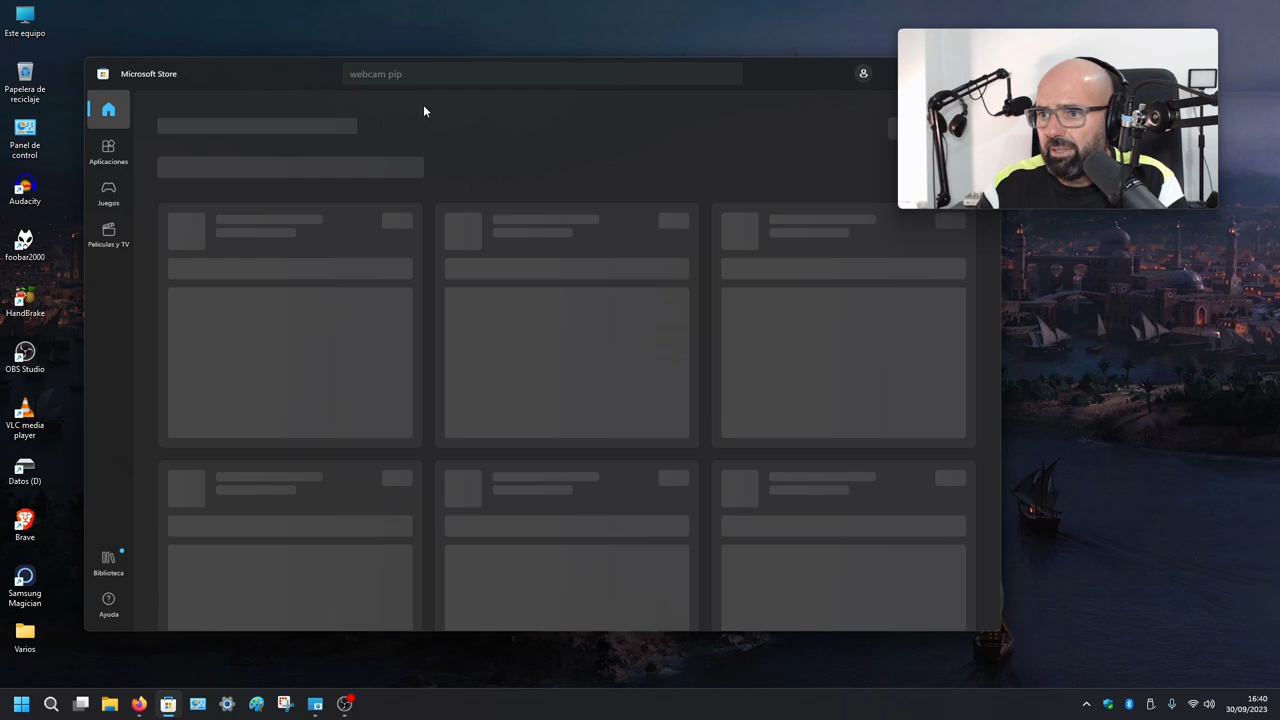 Este equipo
Papelera de
reciclaje
Panel de
control
Audacity
foobar2000
HandBrake
OBS Studio
VLC media
player
Datos (D)
Brave
Samsung
Magician
Varios
Microsoft Store
webcam pip
Aplicaciones
Juegos
Películas y TV
Biblioteca
Ayuda
16:40
30/09/2023